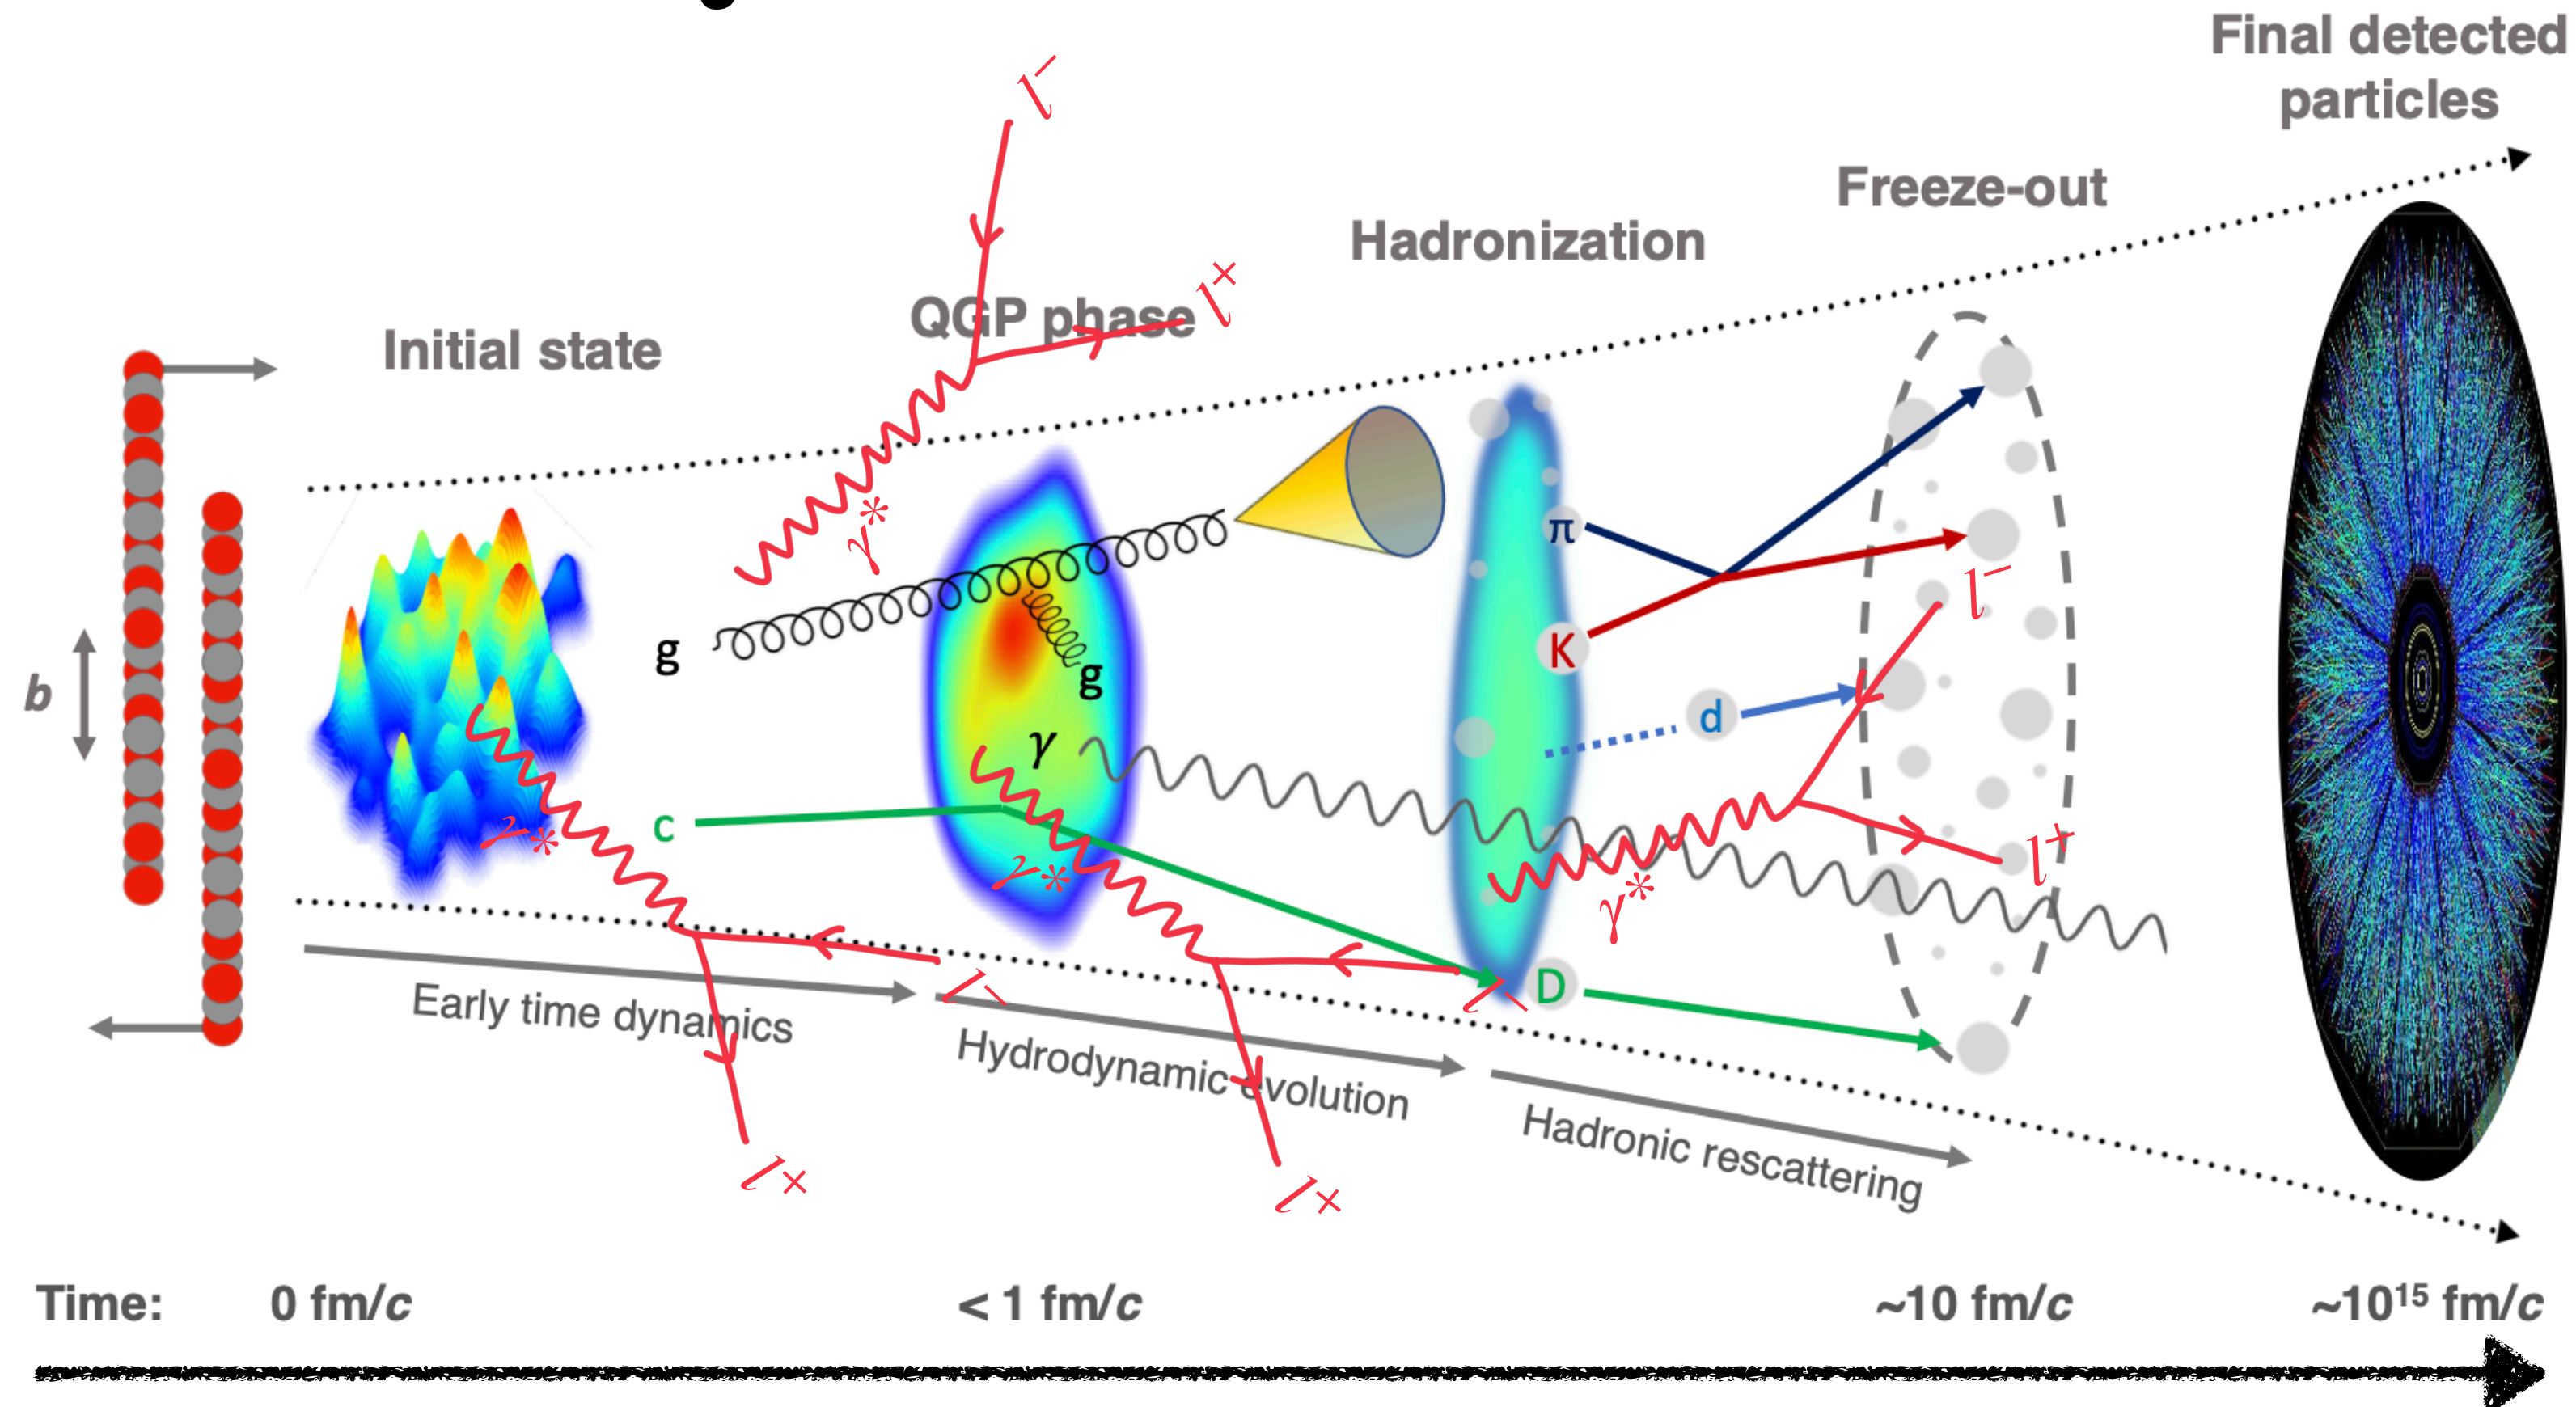 Final detected
particles
Freeze-out
Hadronization
QGP phase
Initial state
l⁻
l⁺
γ*
g
g
π
K
d
l⁻
b
γ
c
γ*
γ*
γ*
l⁺
D
l⁻
l⁻
Early time dynamics
Hydrodynamic evolution
Hadronic rescattering
l⁺
l⁺
Time:
0 fm/c
< 1 fm/c
~10 fm/c
~10¹⁵ fm/c